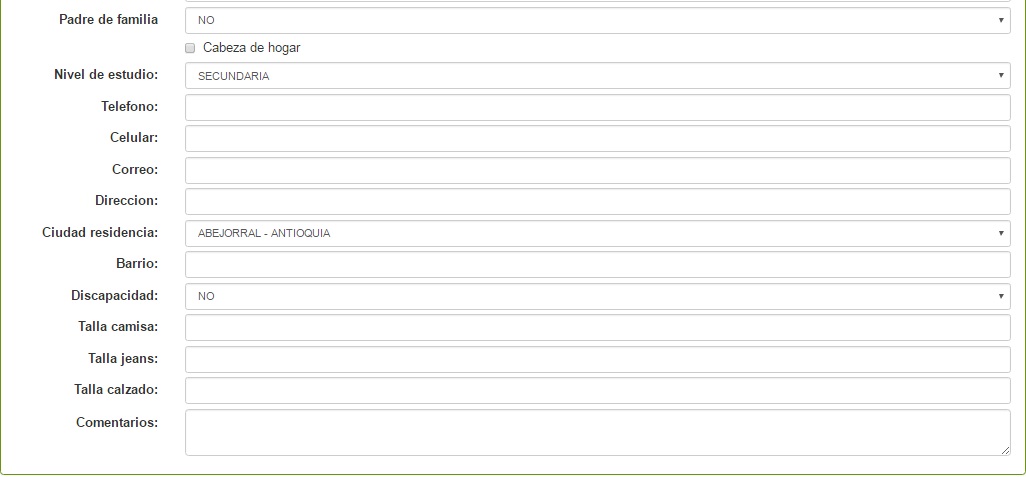 Padre de familia NO
Cabeza de hogar
Nivel de estudio: SECUNDARIA
Telefono:
Celular:
Correo:
Direccion:
Ciudad residencia: ABEJORRAL - ANTIOQUIA
Barrio:
Discapacidad: NO
Talla camisa:
Talla jeans:
Talla calzado:
Comentarios: